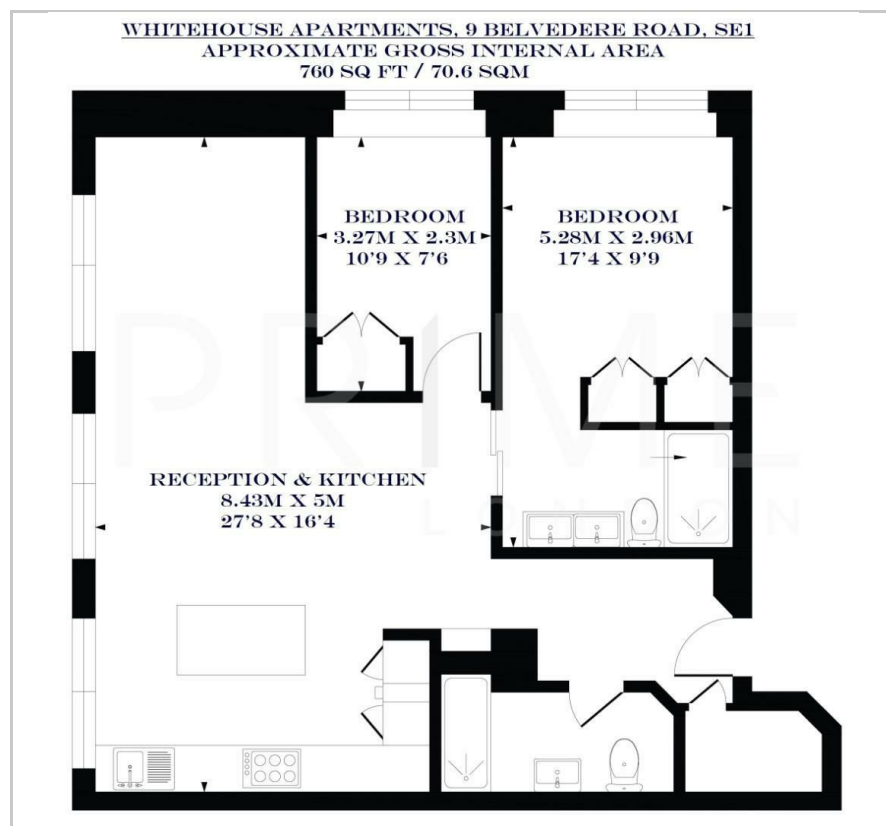 WHITEHOUSE APARTMENTS, 9 BELVEDERE ROAD, SE1
APPROXIMATE GROSS INTERNAL AREA
760 SQ FT / 70.6 SQM
BEDROOM
3.27M X 2.3M
10'9 X 7'6
BEDROOM
5.28M X 2.96M
17'4 X 9'9
PRIME
LONDON
RECEPTION & KITCHEN
8.43M X 5M
27'8 X 16'4